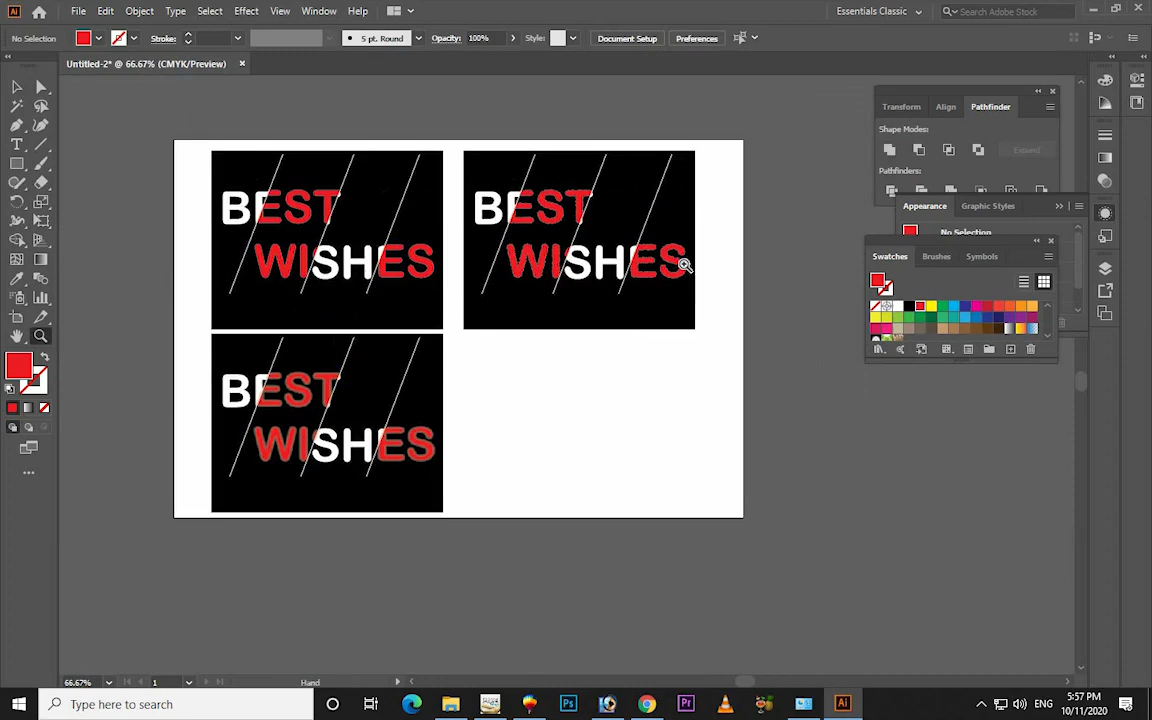 File Edit Object Type Select Effect View Window Help
Essentials Classic
Search Adobe Stock
No Selection
Stroke:
5 pt. Round
Opacity:
100%
Style:
Document Setup
Preferences
Untitled-2* @ 66.67% (CMYK/Preview)
Transform Align Pathfinder
Shape Modes:
Expand
Pathfinders:
Appearance Graphic Styles
No Selection
Swatches Brushes Symbols
BEST
WISHES
BEST
WISHES
BEST
WISHES
66.67%
1
Hand
Type here to search
Ps
Pr
Ai
ENG
5:57 PM
10/11/2020